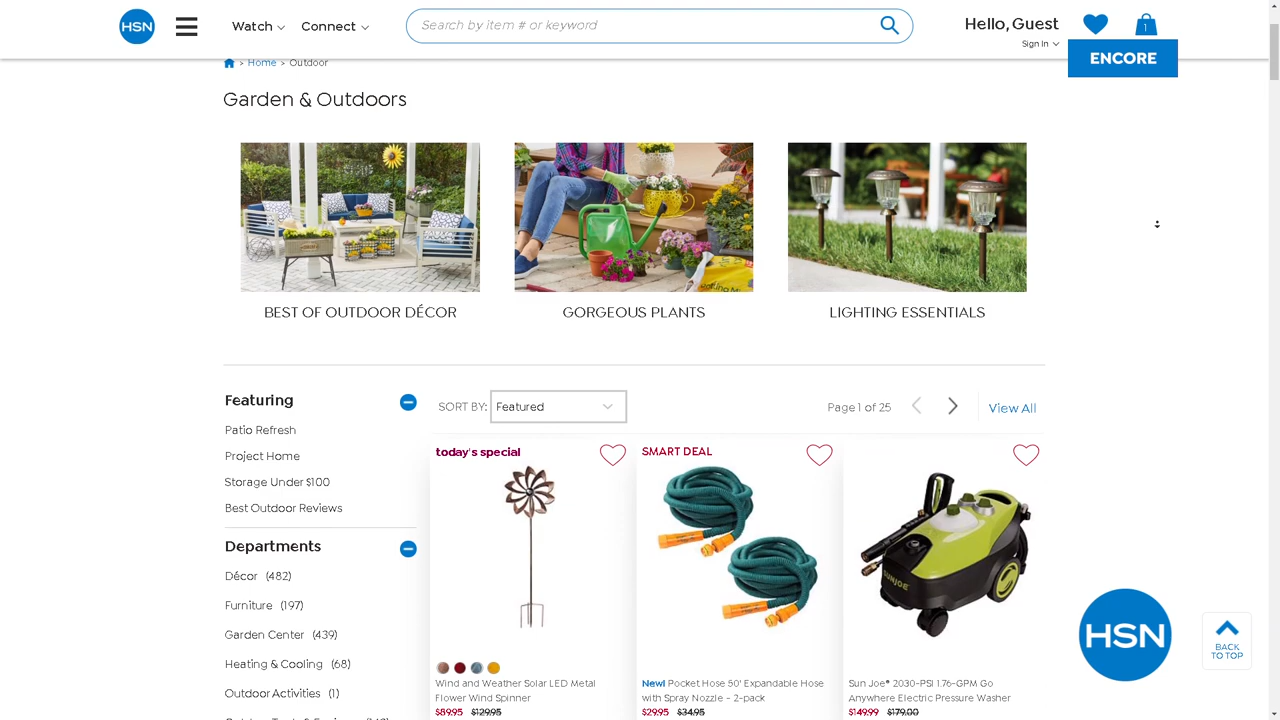 HSN
Watch
Connect
Search by item # or keyword
Hello, Guest
Sign In
1
ENCORE
> Home > Outdoor
Garden & Outdoors
BEST OF OUTDOOR DÉCOR
GORGEOUS PLANTS
LIGHTING ESSENTIALS
Featuring
Patio Refresh
Project Home
Storage Under $100
Best Outdoor Reviews
Departments
Décor (482)
Furniture (197)
Garden Center (439)
Heating & Cooling (68)
Outdoor Activities (1)
SORT BY: Featured
Page 1 of 25
View All
today's special
Wind and Weather Solar LED Metal
Flower Wind Spinner
$89.95 $129.95
SMART DEAL
New! Pocket Hose 50' Expandable Hose
with Spray Nozzle - 2-pack
$29.95 $34.95
SUNJOE
Sun Joe® 2030-PSI 1.76-GPM Go
Anywhere Electric Pressure Washer
$149.99 $179.00
HSN
BACK
TO TOP